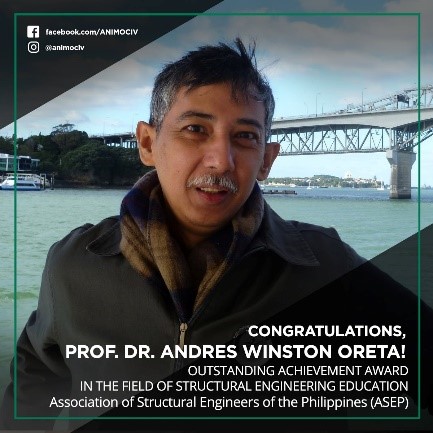 facebook.com/ANIMOCIV
@animociv
CONGRATULATIONS,
PROF. DR. ANDRES WINSTON ORETA!
OUTSTANDING ACHIEVEMENT AWARD
IN THE FIELD OF STRUCTURAL ENGINEERING EDUCATION
Association of Structural Engineers of the Philippines (ASEP)